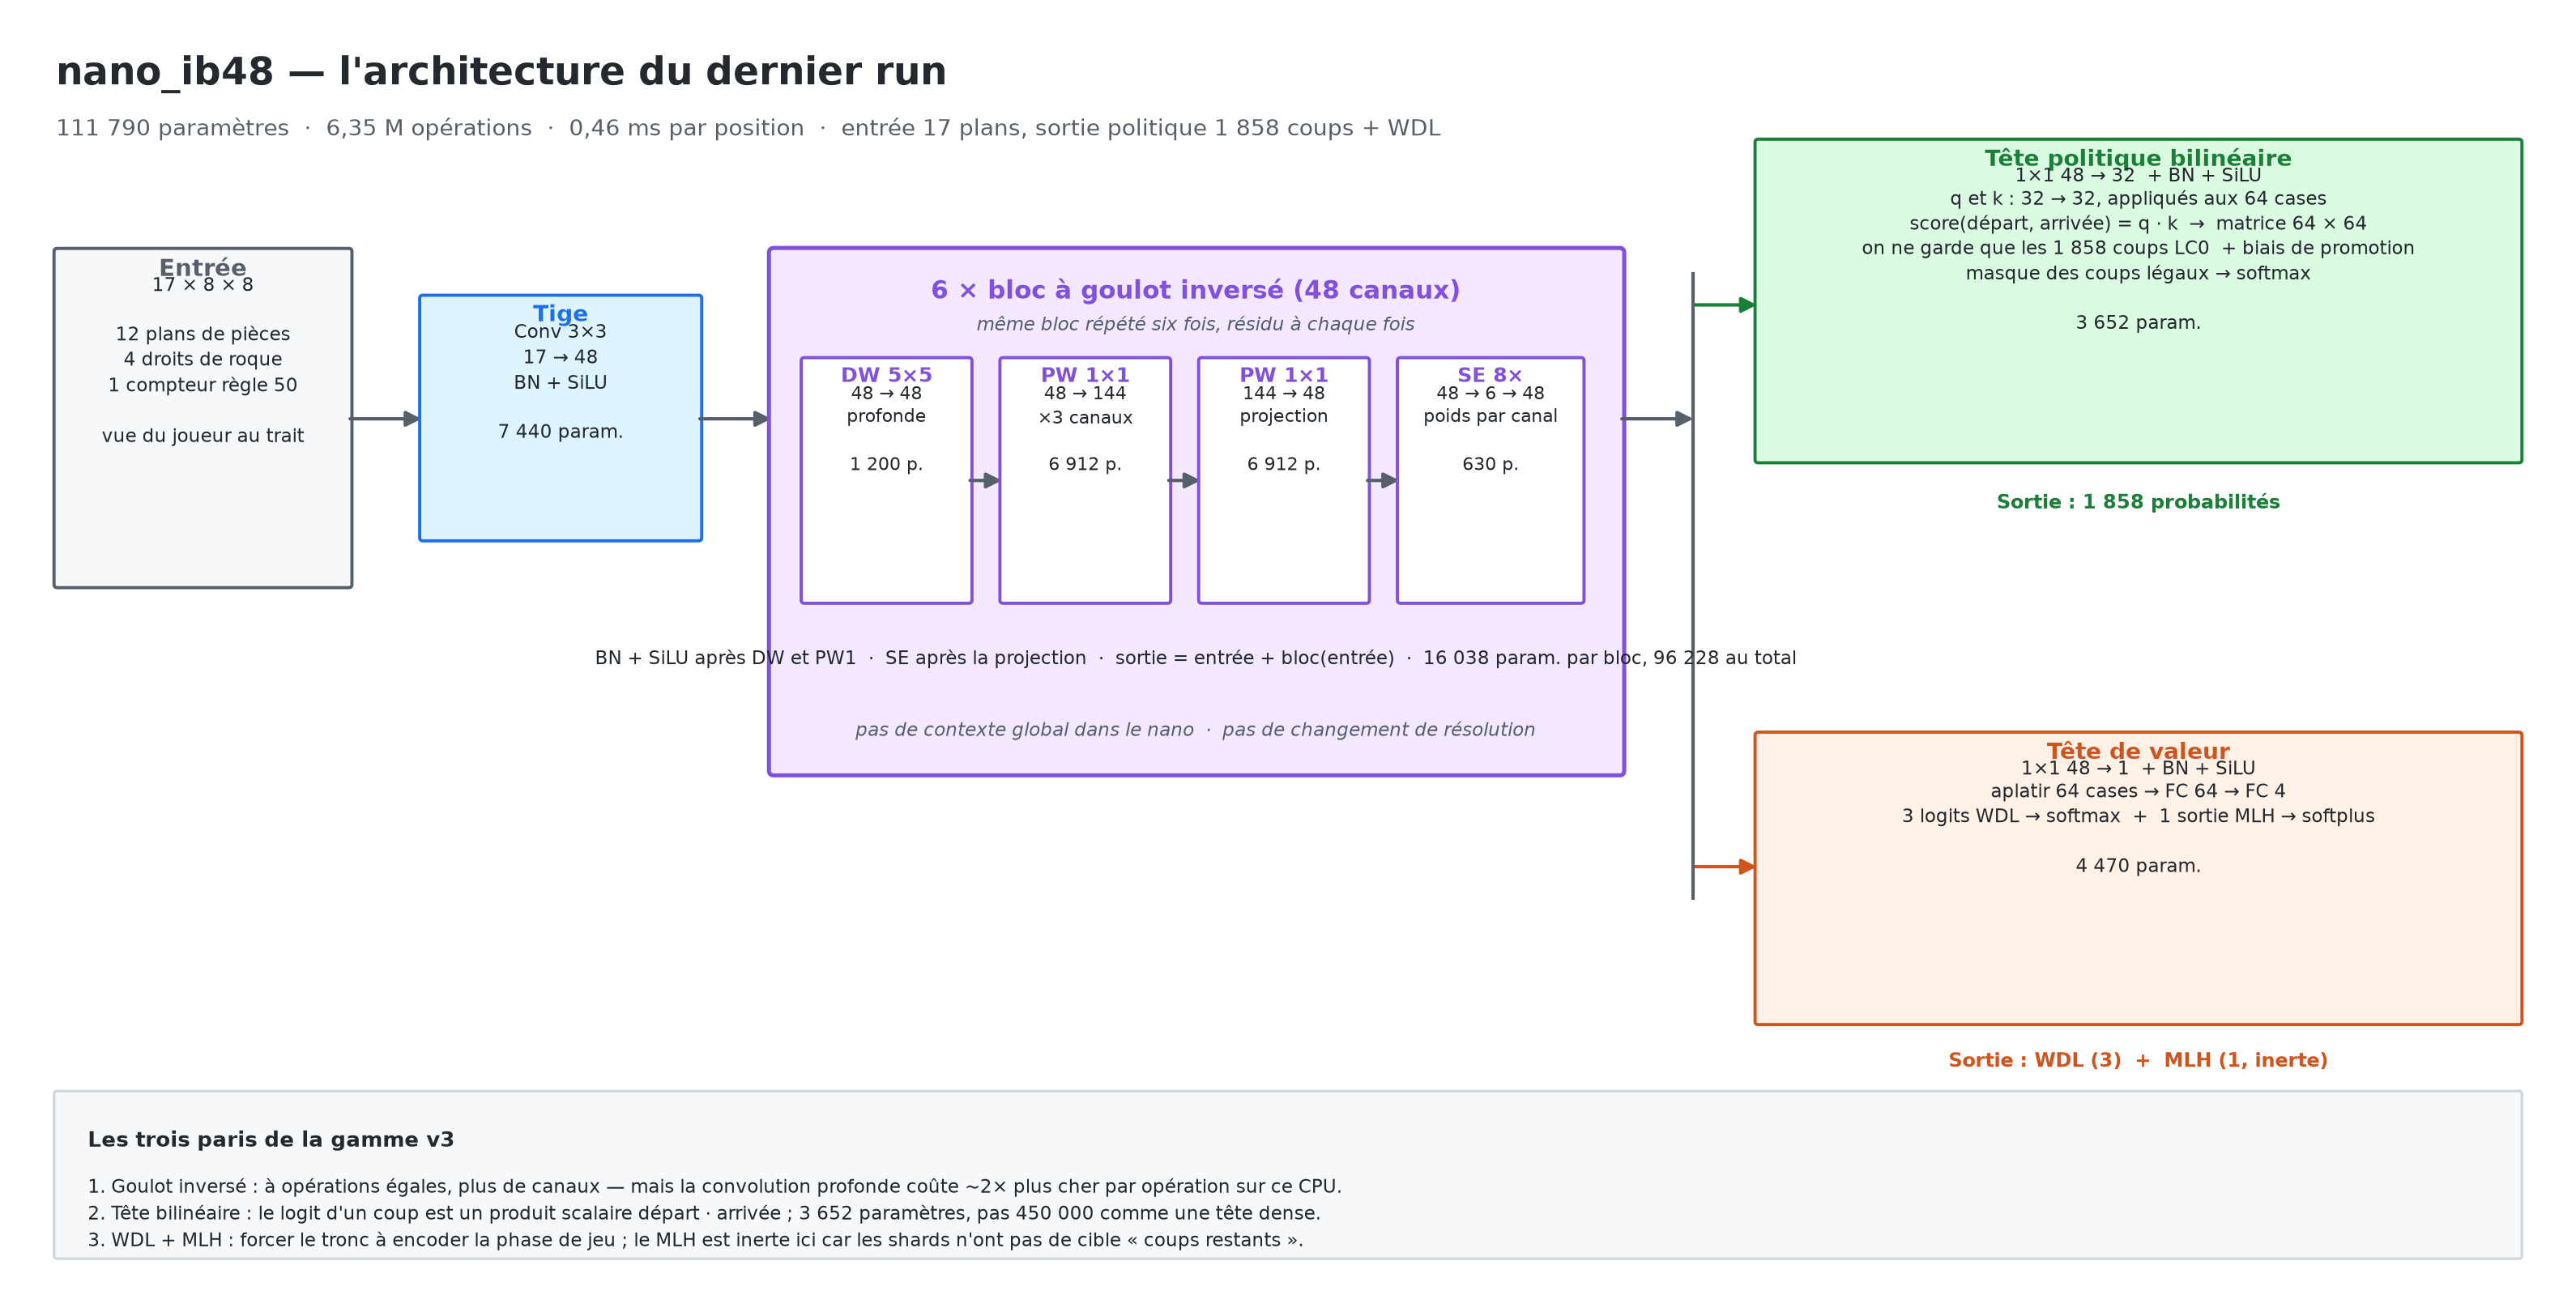 nano_ib48 — l'architecture du dernier run
111 790 paramètres · 6,35 M opérations · 0,46 ms par position · entrée 17 plans, sortie politique 1 858 coups + WDL
Entrée
17 × 8 × 8
12 plans de pièces
4 droits de roque
1 compteur règle 50
vue du joueur au trait
Tige
Conv 3×3
17 → 48
BN + SiLU
7 440 param.
6 × bloc à goulot inversé (48 canaux)
même bloc répété six fois, résidu à chaque fois
DW 5×5
48 → 48
profonde
1 200 p.
PW 1×1
48 → 144
×3 canaux
6 912 p.
PW 1×1
144 → 48
projection
6 912 p.
SE 8×
48 → 6 → 48
poids par canal
630 p.
BN + SiLU après DW et PW1 · SE après la projection · sortie = entrée + bloc(entrée) · 16 038 param. par bloc, 96 228 au total
pas de contexte global dans le nano · pas de changement de résolution
Tête politique bilinéaire
1×1 48 → 32 + BN + SiLU
q et k : 32 → 32, appliqués aux 64 cases
score(départ, arrivée) = q · k → matrice 64 × 64
on ne garde que les 1 858 coups LC0 + biais de promotion
masque des coups légaux → softmax
3 652 param.
Sortie : 1 858 probabilités
Tête de valeur
1×1 48 → 1 + BN + SiLU
aplatir 64 cases → FC 64 → FC 4
3 logits WDL → softmax + 1 sortie MLH → softplus
4 470 param.
Sortie : WDL (3) + MLH (1, inerte)
Les trois paris de la gamme v3
1. Goulot inversé : à opérations égales, plus de canaux — mais la convolution profonde coûte ~2× plus cher par opération sur ce CPU.
2. Tête bilinéaire : le logit d'un coup est un produit scalaire départ · arrivée ; 3 652 paramètres, pas 450 000 comme une tête dense.
3. WDL + MLH : forcer le tronc à encoder la phase de jeu ; le MLH est inerte ici car les shards n'ont pas de cible « coups restants ».